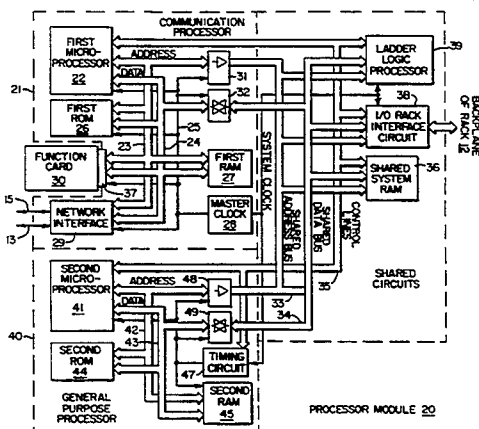 COMMUNICATION
PROCESSOR
FIRST
MICRO-
PROCESSOR
22
ADDRESS
DATA
31
32
LADDER
LOGIC
PROCESSOR
39
38
I/O RACK
INTERFACE
CIRCUIT
BACKPLANE
OF RACK 12
21
FIRST ROM
26
23
25
24
FUNCTION
CARD
30
37
FIRST
RAM
27
SYSTEM CLOCK
SHARED
SYSTEM
RAM
36
15
13
NETWORK
INTERFACE
29
MASTER
CLOCK
28
SHARED
ADDRESS BUS
SHARED
DATA BUS
CONTROL
LINES
SHARED
CIRCUITS
SECOND
MICRO-
PROCESSOR
41
ADDRESS
DATA
48
49
33
34
35
42
43
40
SECOND
ROM
44
TIMING
CIRCUIT
47
SECOND
RAM
45
GENERAL
PURPOSE
PROCESSOR
PROCESSOR MODULE 20